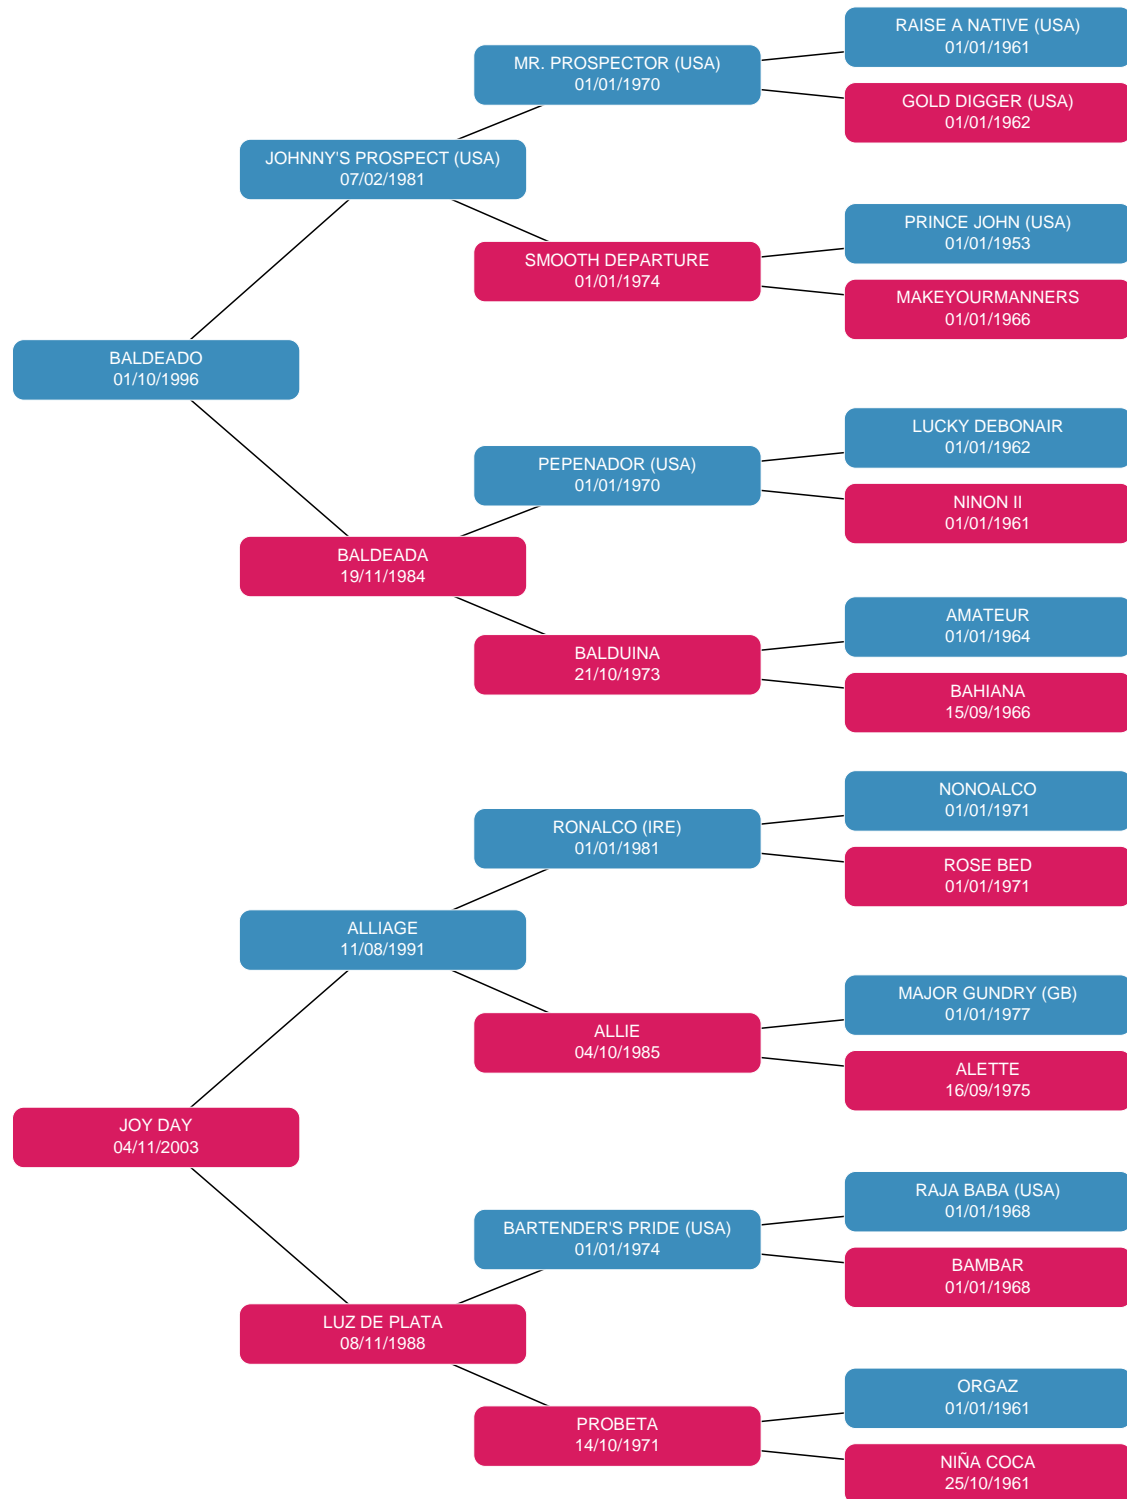 RAISE A NATIVE (USA)
01/01/1961
MR. PROSPECTOR (USA)
01/01/1970
GOLD DIGGER (USA)
01/01/1962
JOHNNY'S PROSPECT (USA)
07/02/1981
PRINCE JOHN (USA)
01/01/1953
SMOOTH DEPARTURE
01/01/1974
MAKEYOURMANNERS
01/01/1966
BALDEADO
01/10/1996
LUCKY DEBONAIR
01/01/1962
PEPENADOR (USA)
01/01/1970
NINON II
01/01/1961
BALDEADA
19/11/1984
AMATEUR
01/01/1964
BALDUINA
21/10/1973
BAHIANA
15/09/1966
NONOALCO
01/01/1971
RONALCO (IRE)
01/01/1981
ROSE BED
01/01/1971
ALLIAGE
11/08/1991
MAJOR GUNDRY (GB)
01/01/1977
ALLIE
04/10/1985
ALETTE
16/09/1975
JOY DAY
04/11/2003
RAJA BABA (USA)
01/01/1968
BARTENDER'S PRIDE (USA)
01/01/1974
BAMBAR
01/01/1968
LUZ DE PLATA
08/11/1988
ORGAZ
01/01/1961
PROBETA
14/10/1971
NIÑA COCA
25/10/1961